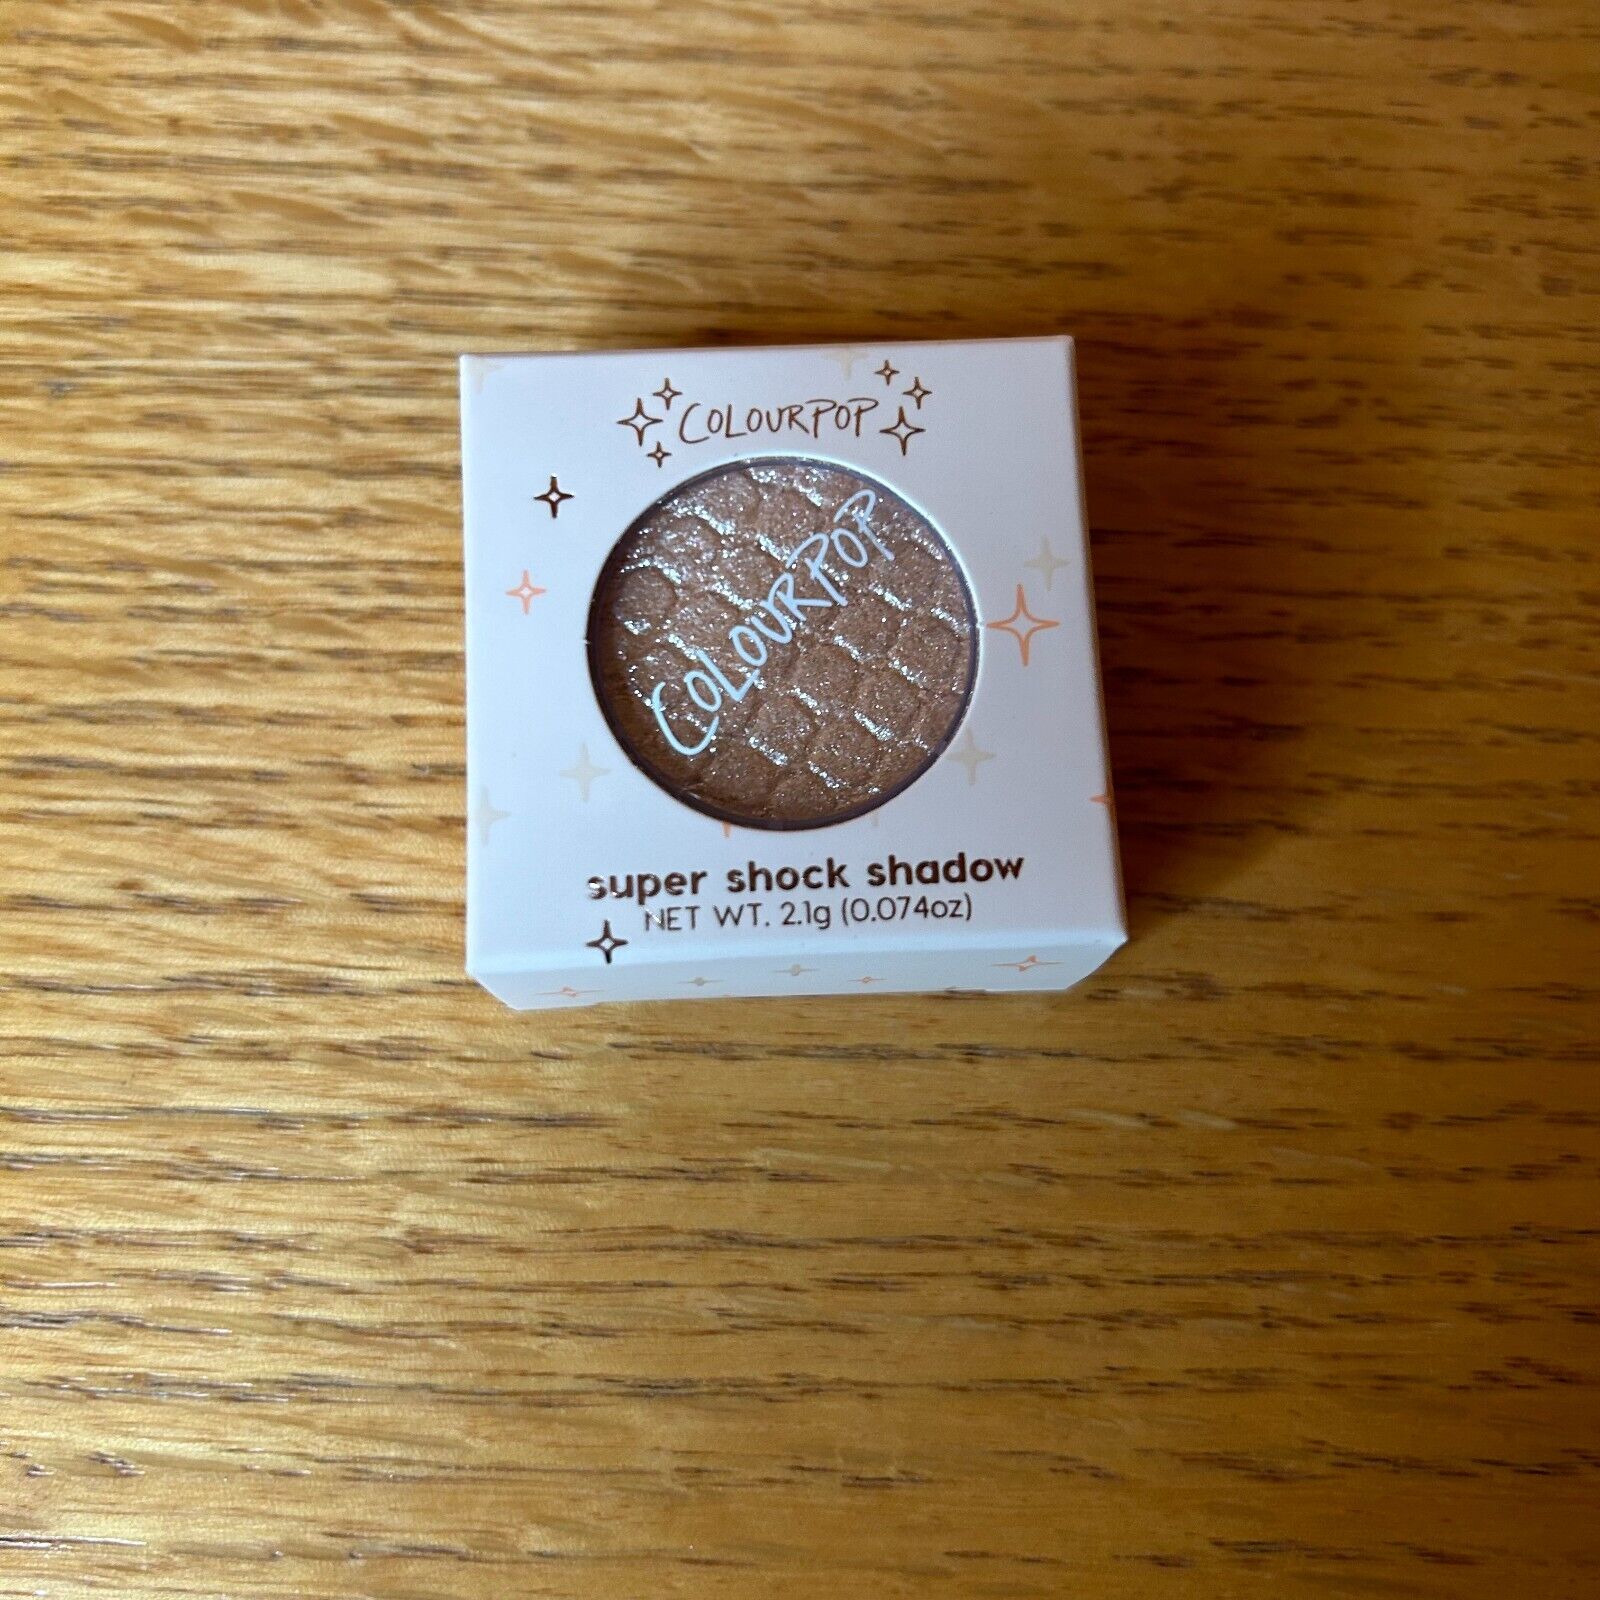 COLOURPOP
COLOURPOP
super shock shadow
NET WT. 2.1g (0.074oz)